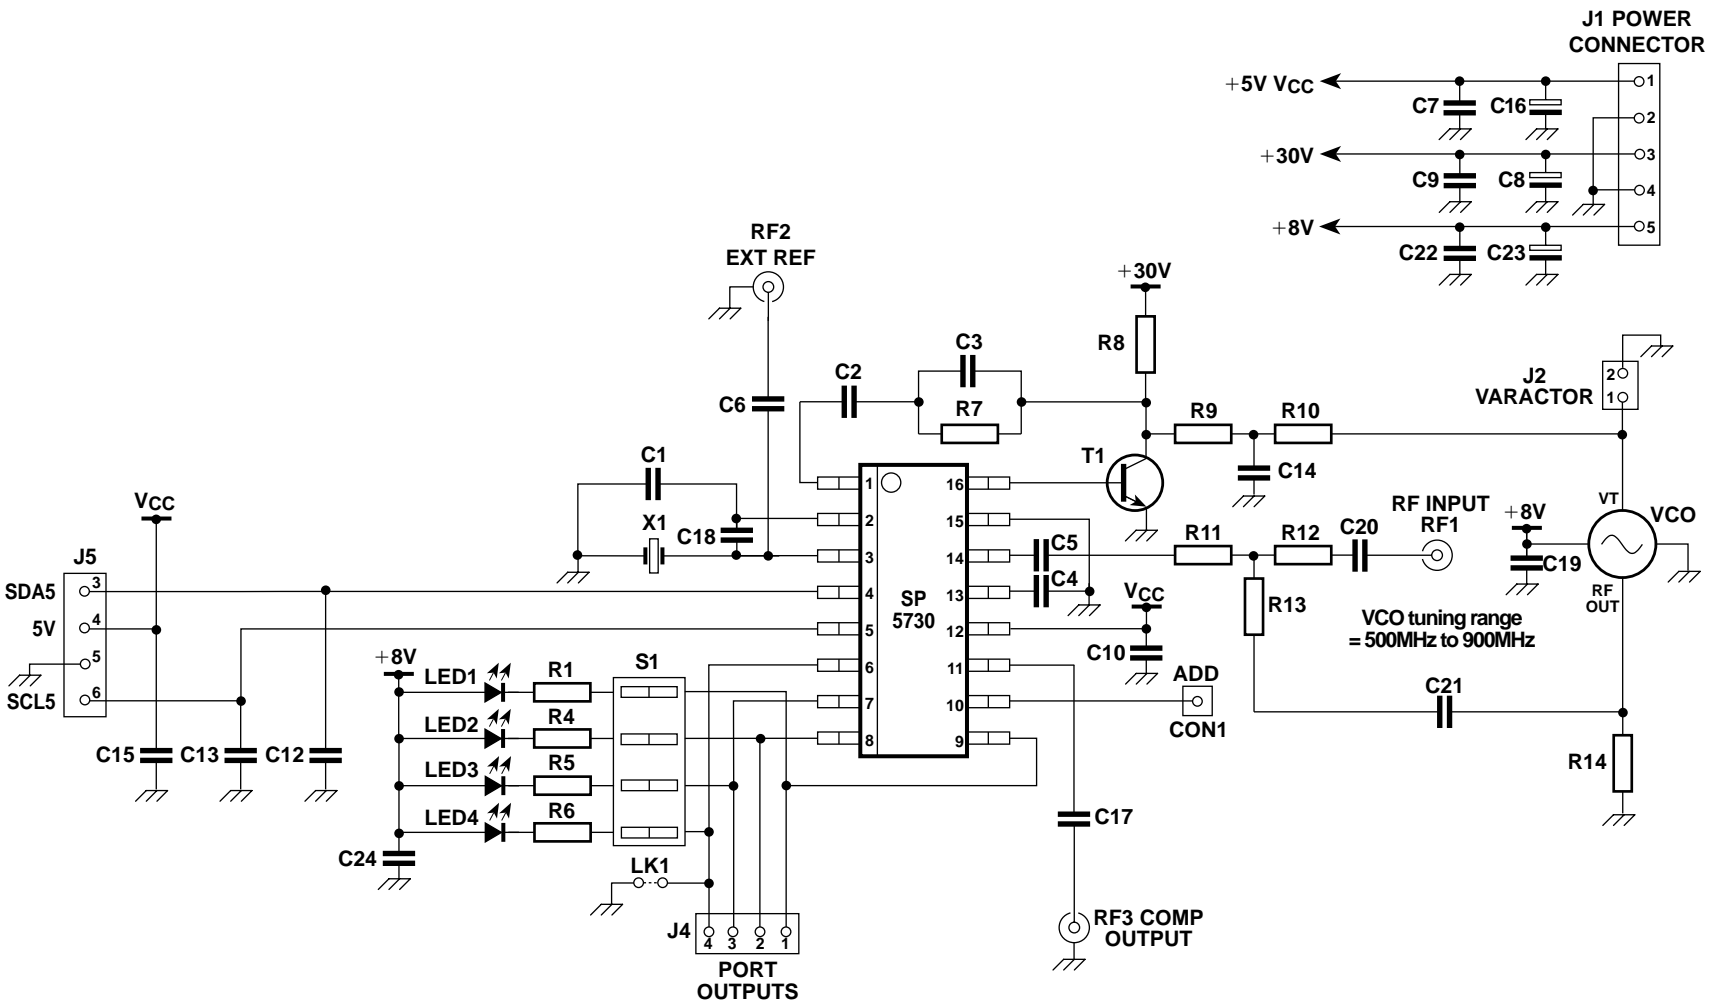 J1 POWER
CONNECTOR
+5V VCC
C7
C16
1
2
+30V
C9
C8
3
4
+8V
C22
C23
5
RF2
EXT REF
+30V
R8
C3
C2
R7
C6
J2
VARACTOR
2
1
R9
R10
C14
T1
C1
X1
C18
VCC
J5
SDA5
3
5V
4
5
SCL5
6
C15
C13
C12
1
2
3
4
5
6
7
8
SP
5730
16
15
14
13
12
11
10
9
C5
C4
VCC
C10
R11
R12
C20
RF INPUT
RF1
R13
+8V
C19
VT
VCO
RF
OUT
VCO tuning range
= 500MHz to 900MHz
ADD
CON1
C21
R14
+8V
LED1
R1
S1
LED2
R4
LED3
R5
LED4
R6
C24
LK1
J4
4
3
2
1
PORT
OUTPUTS
C17
RF3 COMP
OUTPUT